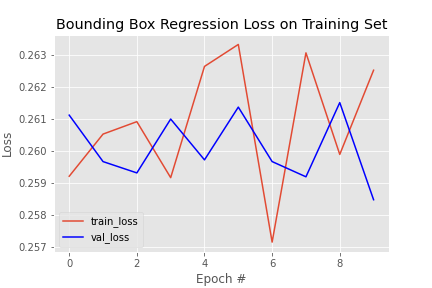 Bounding Box Regression Loss on Training Set
0.263
0.262
0.261
0.260
0.259
0.258
0.257
Loss
train_loss
val_loss
0 2 4 6 8
Epoch #